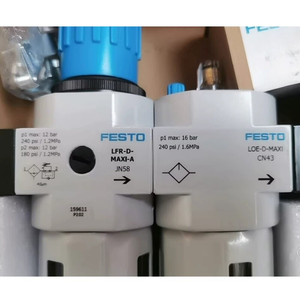 FESTO
p1 max: 12 bar
240 psi / 1.2MPa
p2 max: 12 bar
180 psi / 1.2MPa
LFR-D-
MAXI-A
JN58
159611
P102
FESTO
p1 max: 16 bar
240 psi / 1.6MPa
LOE-D-MAXI
CN43